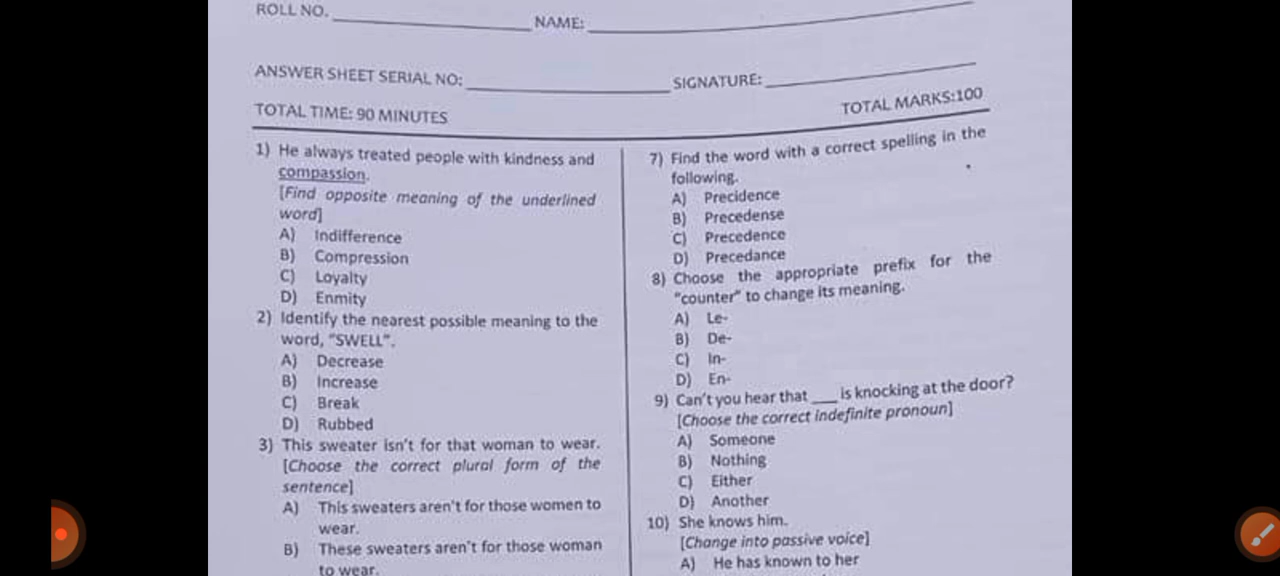 ROLL NO. ____________ NAME: ____________
ANSWER SHEET SERIAL NO: ____________ SIGNATURE: ____________
TOTAL TIME: 90 MINUTES TOTAL MARKS:100
1) He always treated people with kindness and
compassion.
[Find opposite meaning of the underlined
word]
A) Indifference
B) Compression
C) Loyalty
D) Enmity
2) Identify the nearest possible meaning to the
word, "SWELL".
A) Decrease
B) Increase
C) Break
D) Rubbed
3) This sweater isn't for that woman to wear.
[Choose the correct plural form of the
sentence]
A) This sweaters aren't for those women to
wear.
B) These sweaters aren't for those woman
to wear.
7) Find the word with a correct spelling in the
following.
A) Precidence
B) Precedense
C) Precedence
D) Precedance
8) Choose the appropriate prefix for the
"counter" to change its meaning.
A) Le-
B) De-
C) In-
D) En-
9) Can't you hear that ___ is knocking at the door?
[Choose the correct indefinite pronoun]
A) Someone
B) Nothing
C) Either
D) Another
10) She knows him.
[Change into passive voice]
A) He has known to her